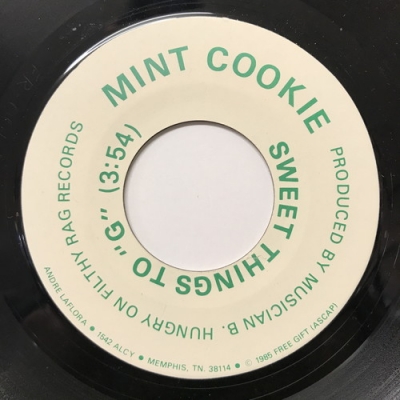 MINT COOKIE
SWEET THINGS TO "G" (3:54)
PRODUCED BY MUSICIAN B. HUNGRY ON FILTHY RAG RECORDS
ANDRE LAFLORA • 1542 ALCY • MEMPHIS, TN. 38114 • © 1985 FREE GIFT (ASCAP)